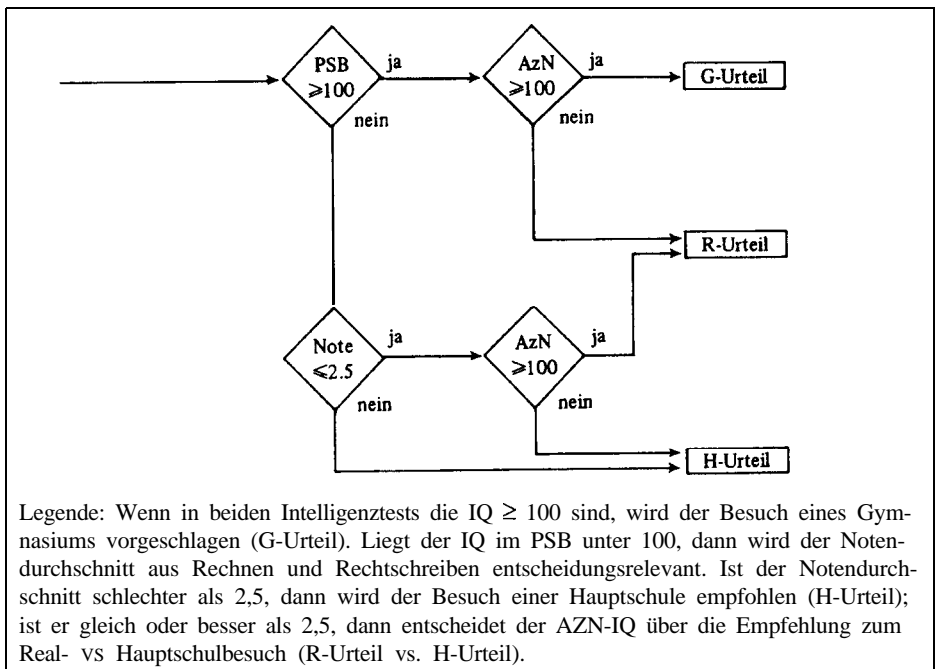 PSB
≥100
ja
nein
AzN
≥100
ja
nein
G-Urteil
R-Urteil
Note
≤2.5
ja
nein
AzN
≥100
ja
nein
H-Urteil
Legende: Wenn in beiden Intelligenztests die IQ ≥ 100 sind, wird der Besuch eines Gym-
nasiums vorgeschlagen (G-Urteil). Liegt der IQ im PSB unter 100, dann wird der Noten-
durchschnitt aus Rechnen und Rechtschreiben entscheidungsrelevant. Ist der Notendurch-
schnitt schlechter als 2,5, dann wird der Besuch einer Hauptschule empfohlen (H-Urteil);
ist er gleich oder besser als 2,5, dann entscheidet der AZN-IQ über die Empfehlung zum
Real- VS Hauptschulbesuch (R-Urteil vs. H-Urteil).